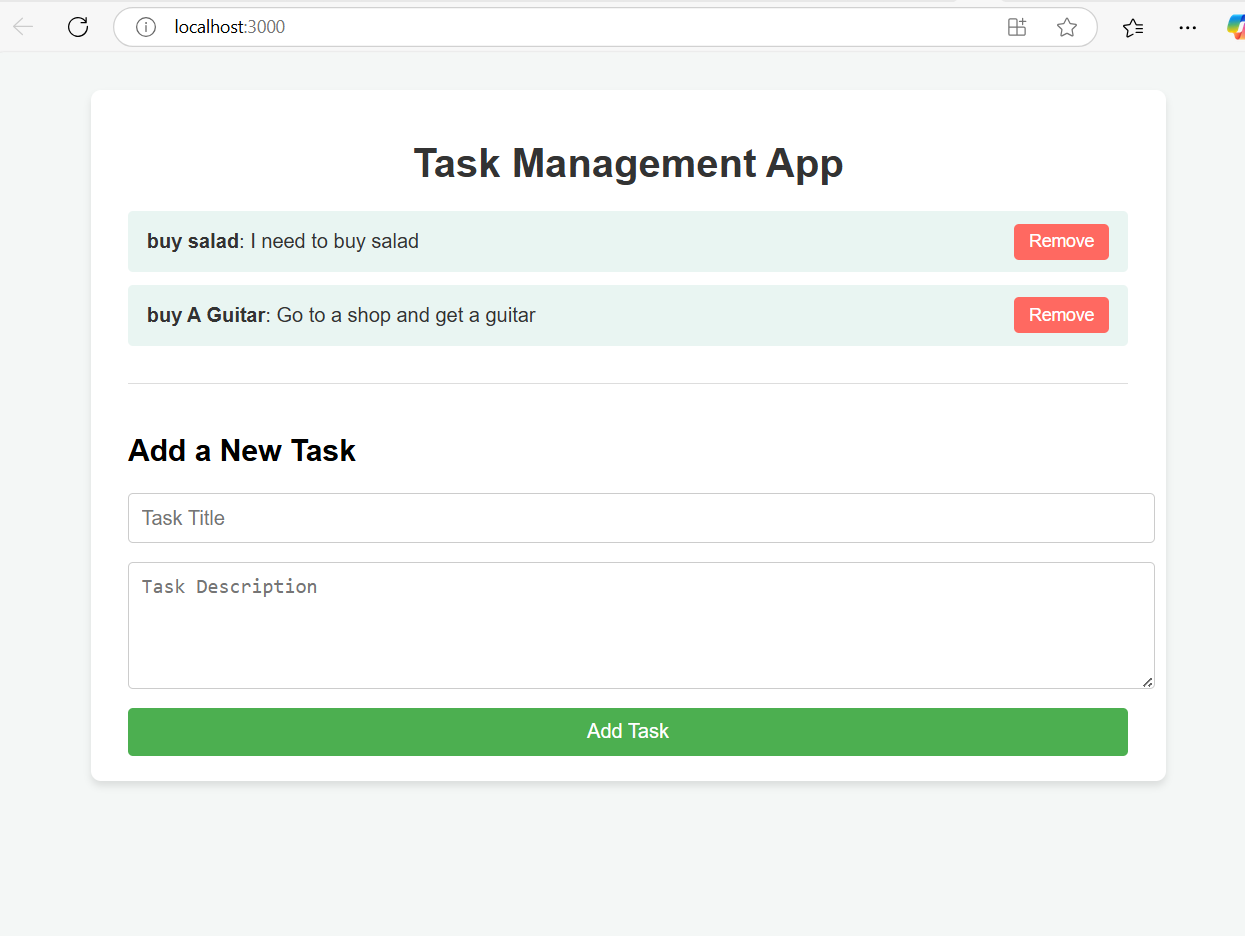 localhost:3000
Task Management App
buy salad: I need to buy salad
Remove
buy A Guitar: Go to a shop and get a guitar
Remove
Add a New Task
Task Title
Task Description
Add Task